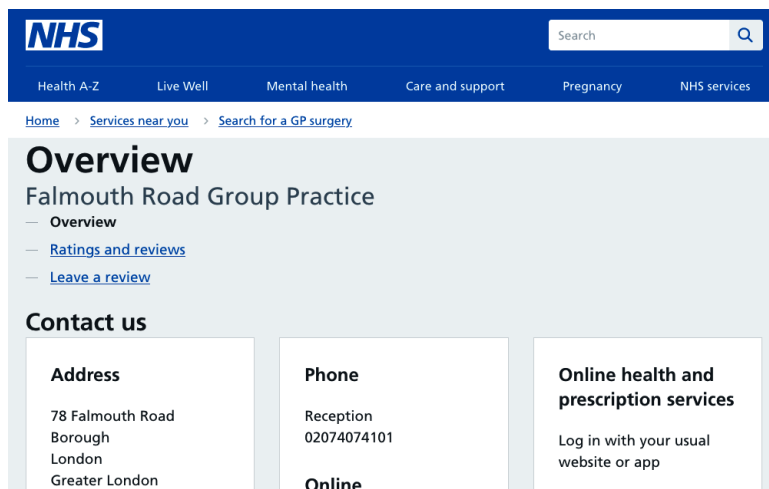 NHS
Search
Health A-Z Live Well Mental health Care and support Pregnancy NHS services
Home > Services near you > Search for a GP surgery
Overview
Falmouth Road Group Practice
— Overview
— Ratings and reviews
— Leave a review
Contact us
Address
78 Falmouth Road
Borough
London
Greater London
Phone
Reception
02074074101
Online
Online health and
prescription services
Log in with your usual
website or app